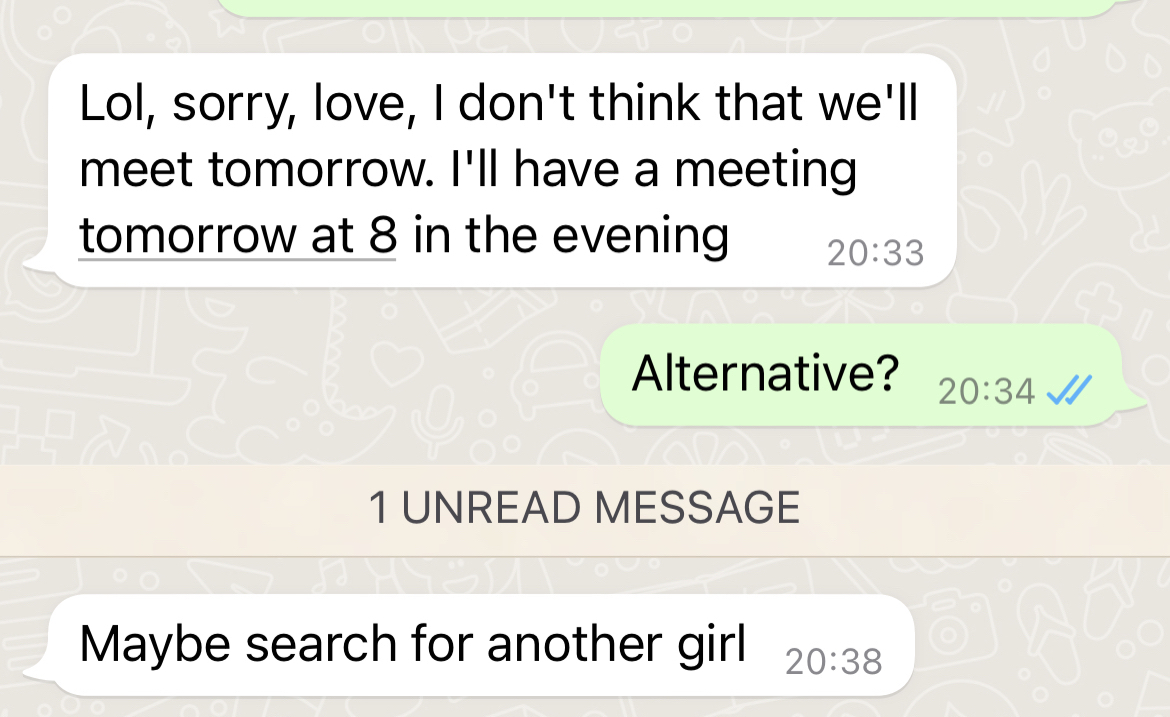 Lol, sorry, love, I don't think that we'll
meet tomorrow. I'll have a meeting
tomorrow at 8 in the evening
20:33
Alternative?
20:34
1 UNREAD MESSAGE
Maybe search for another girl
20:38